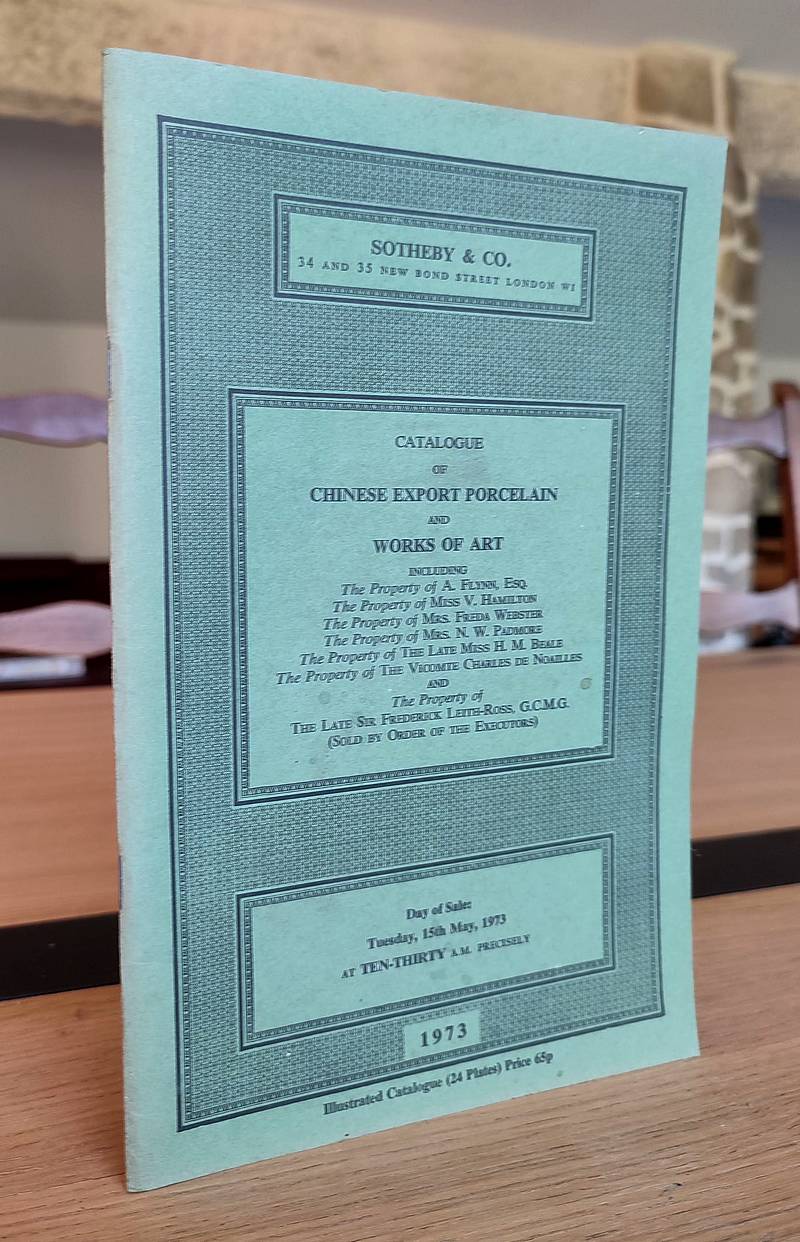 SOTHEBY & CO.
34 AND 35 NEW BOND STREET LONDON W1
CATALOGUE
OF
CHINESE EXPORT PORCELAIN
AND
WORKS OF ART
INCLUDING
The Property of A. FLYNN, ESQ.
The Property of MISS V. HAMILTON
The Property of MRS. FREDA WEBSTER
The Property of MRS. N. W. PADMORE
The Property of THE LATE MISS H. M. BEALE
The Property of THE VICOMTE CHARLES DE NOAILLES
AND
The Property of
THE LATE SIR FREDERICK LEITH-ROSS, G.C.M.G.
(SOLD BY ORDER OF THE EXECUTORS)
Day of Sale:
Tuesday, 15th May, 1973
AT TEN-THIRTY A.M. PRECISELY
1973
Illustrated Catalogue (24 Plates) Price 65p